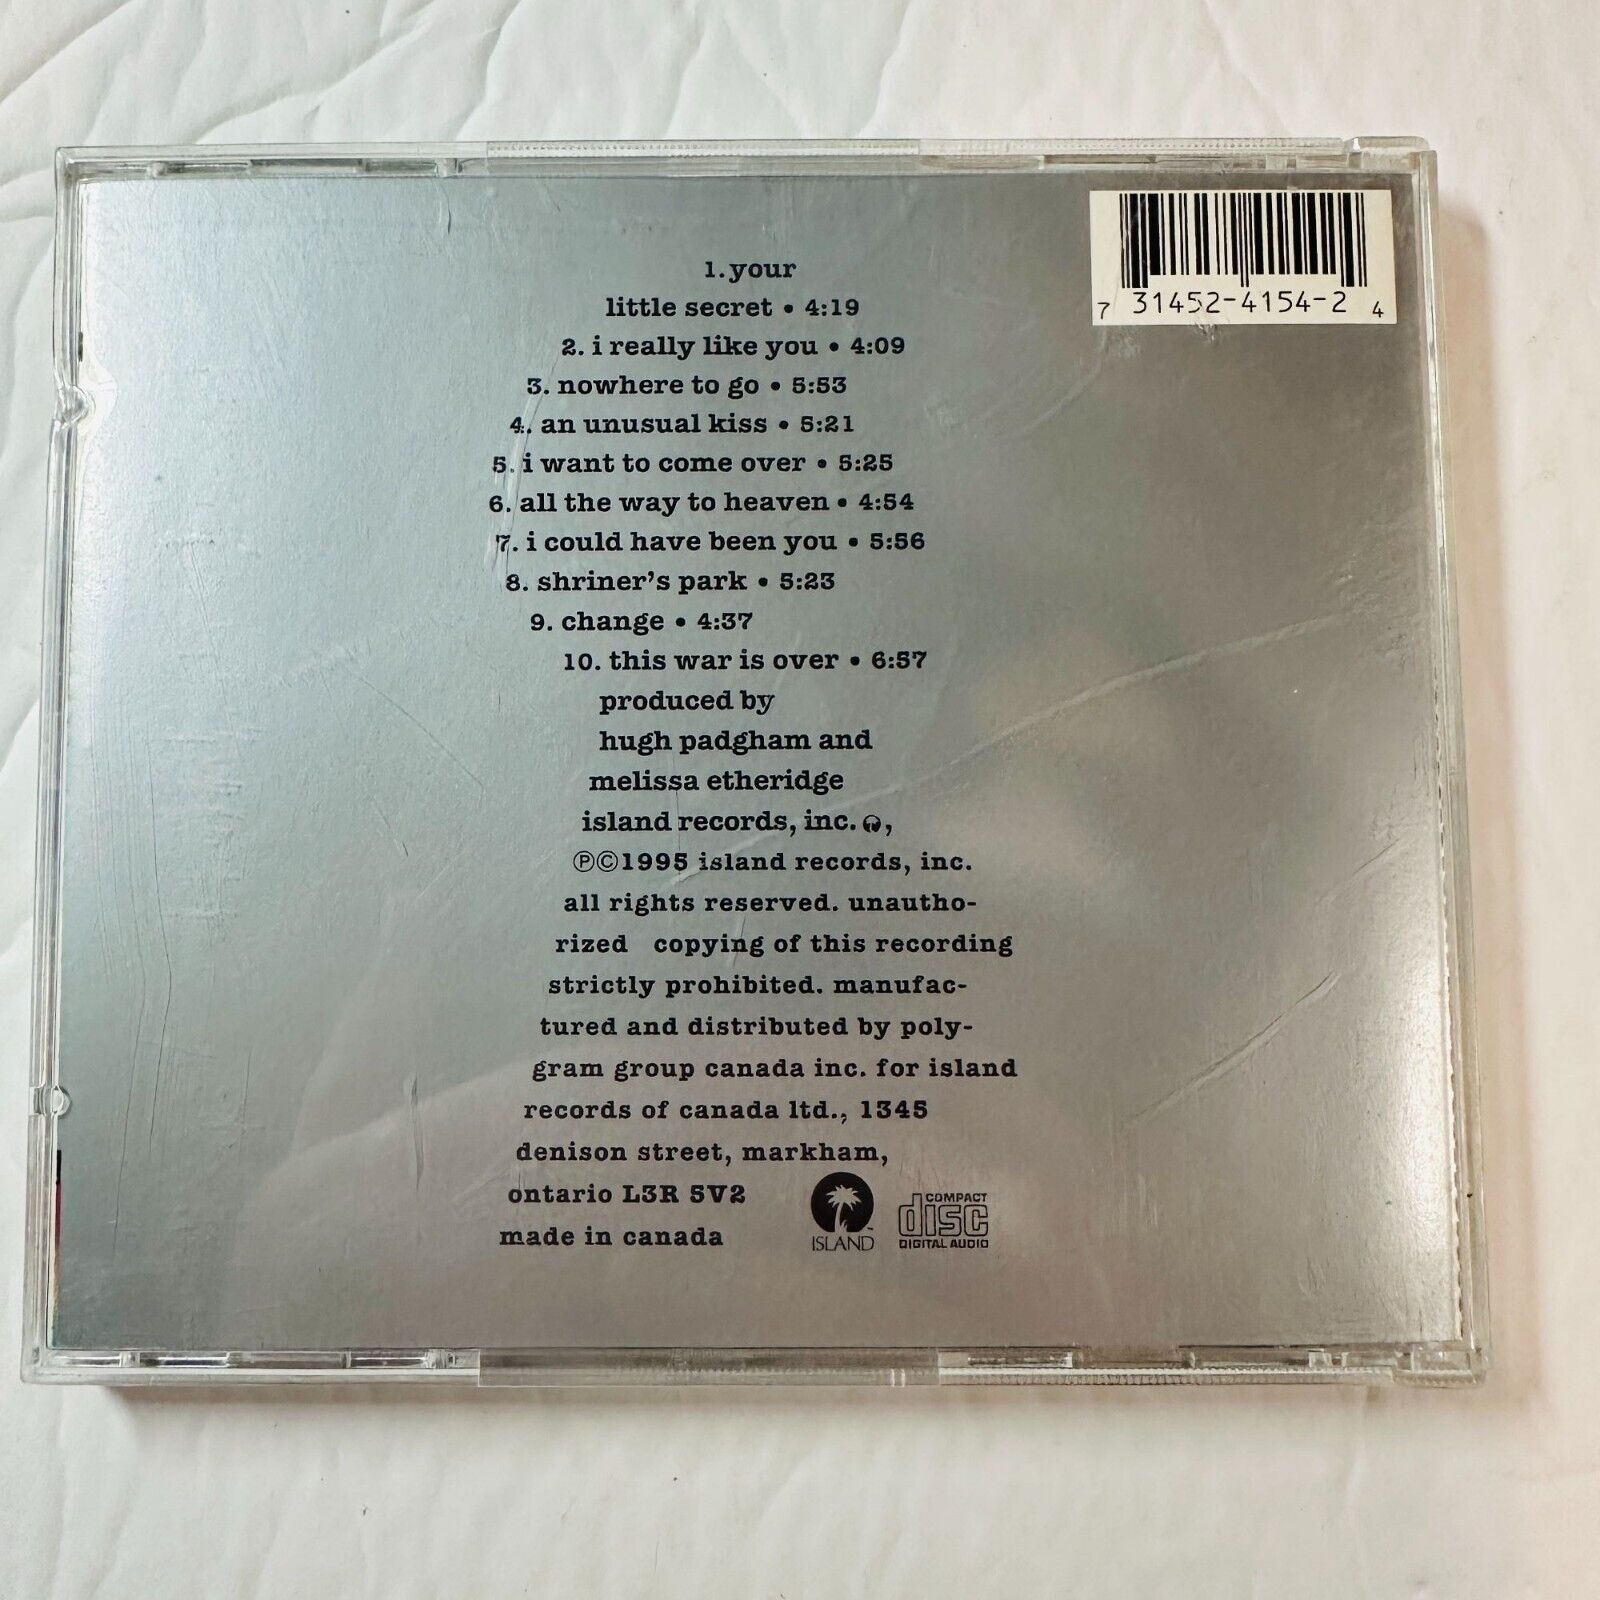 1. your
little secret • 4:19
2. i really like you • 4:09
3. nowhere to go • 5:53
4. an unusual kiss • 5:21
5. i want to come over • 5:25
6. all the way to heaven • 4:54
7. i could have been you • 5:56
8. shriner's park • 5:23
9. change • 4:37
10. this war is over • 6:57
produced by
hugh padgham and
melissa etheridge
island records, inc. ,
℗©1995 island records, inc.
all rights reserved. unautho-
rized copying of this recording
strictly prohibited. manufac-
tured and distributed by poly-
gram group canada inc. for island
records of canada ltd., 1345
denison street, markham,
ontario L3R 5V2
made in canada
7 31452-4154-2 4
ISLAND™
COMPACT
disc
DIGITAL AUDIO